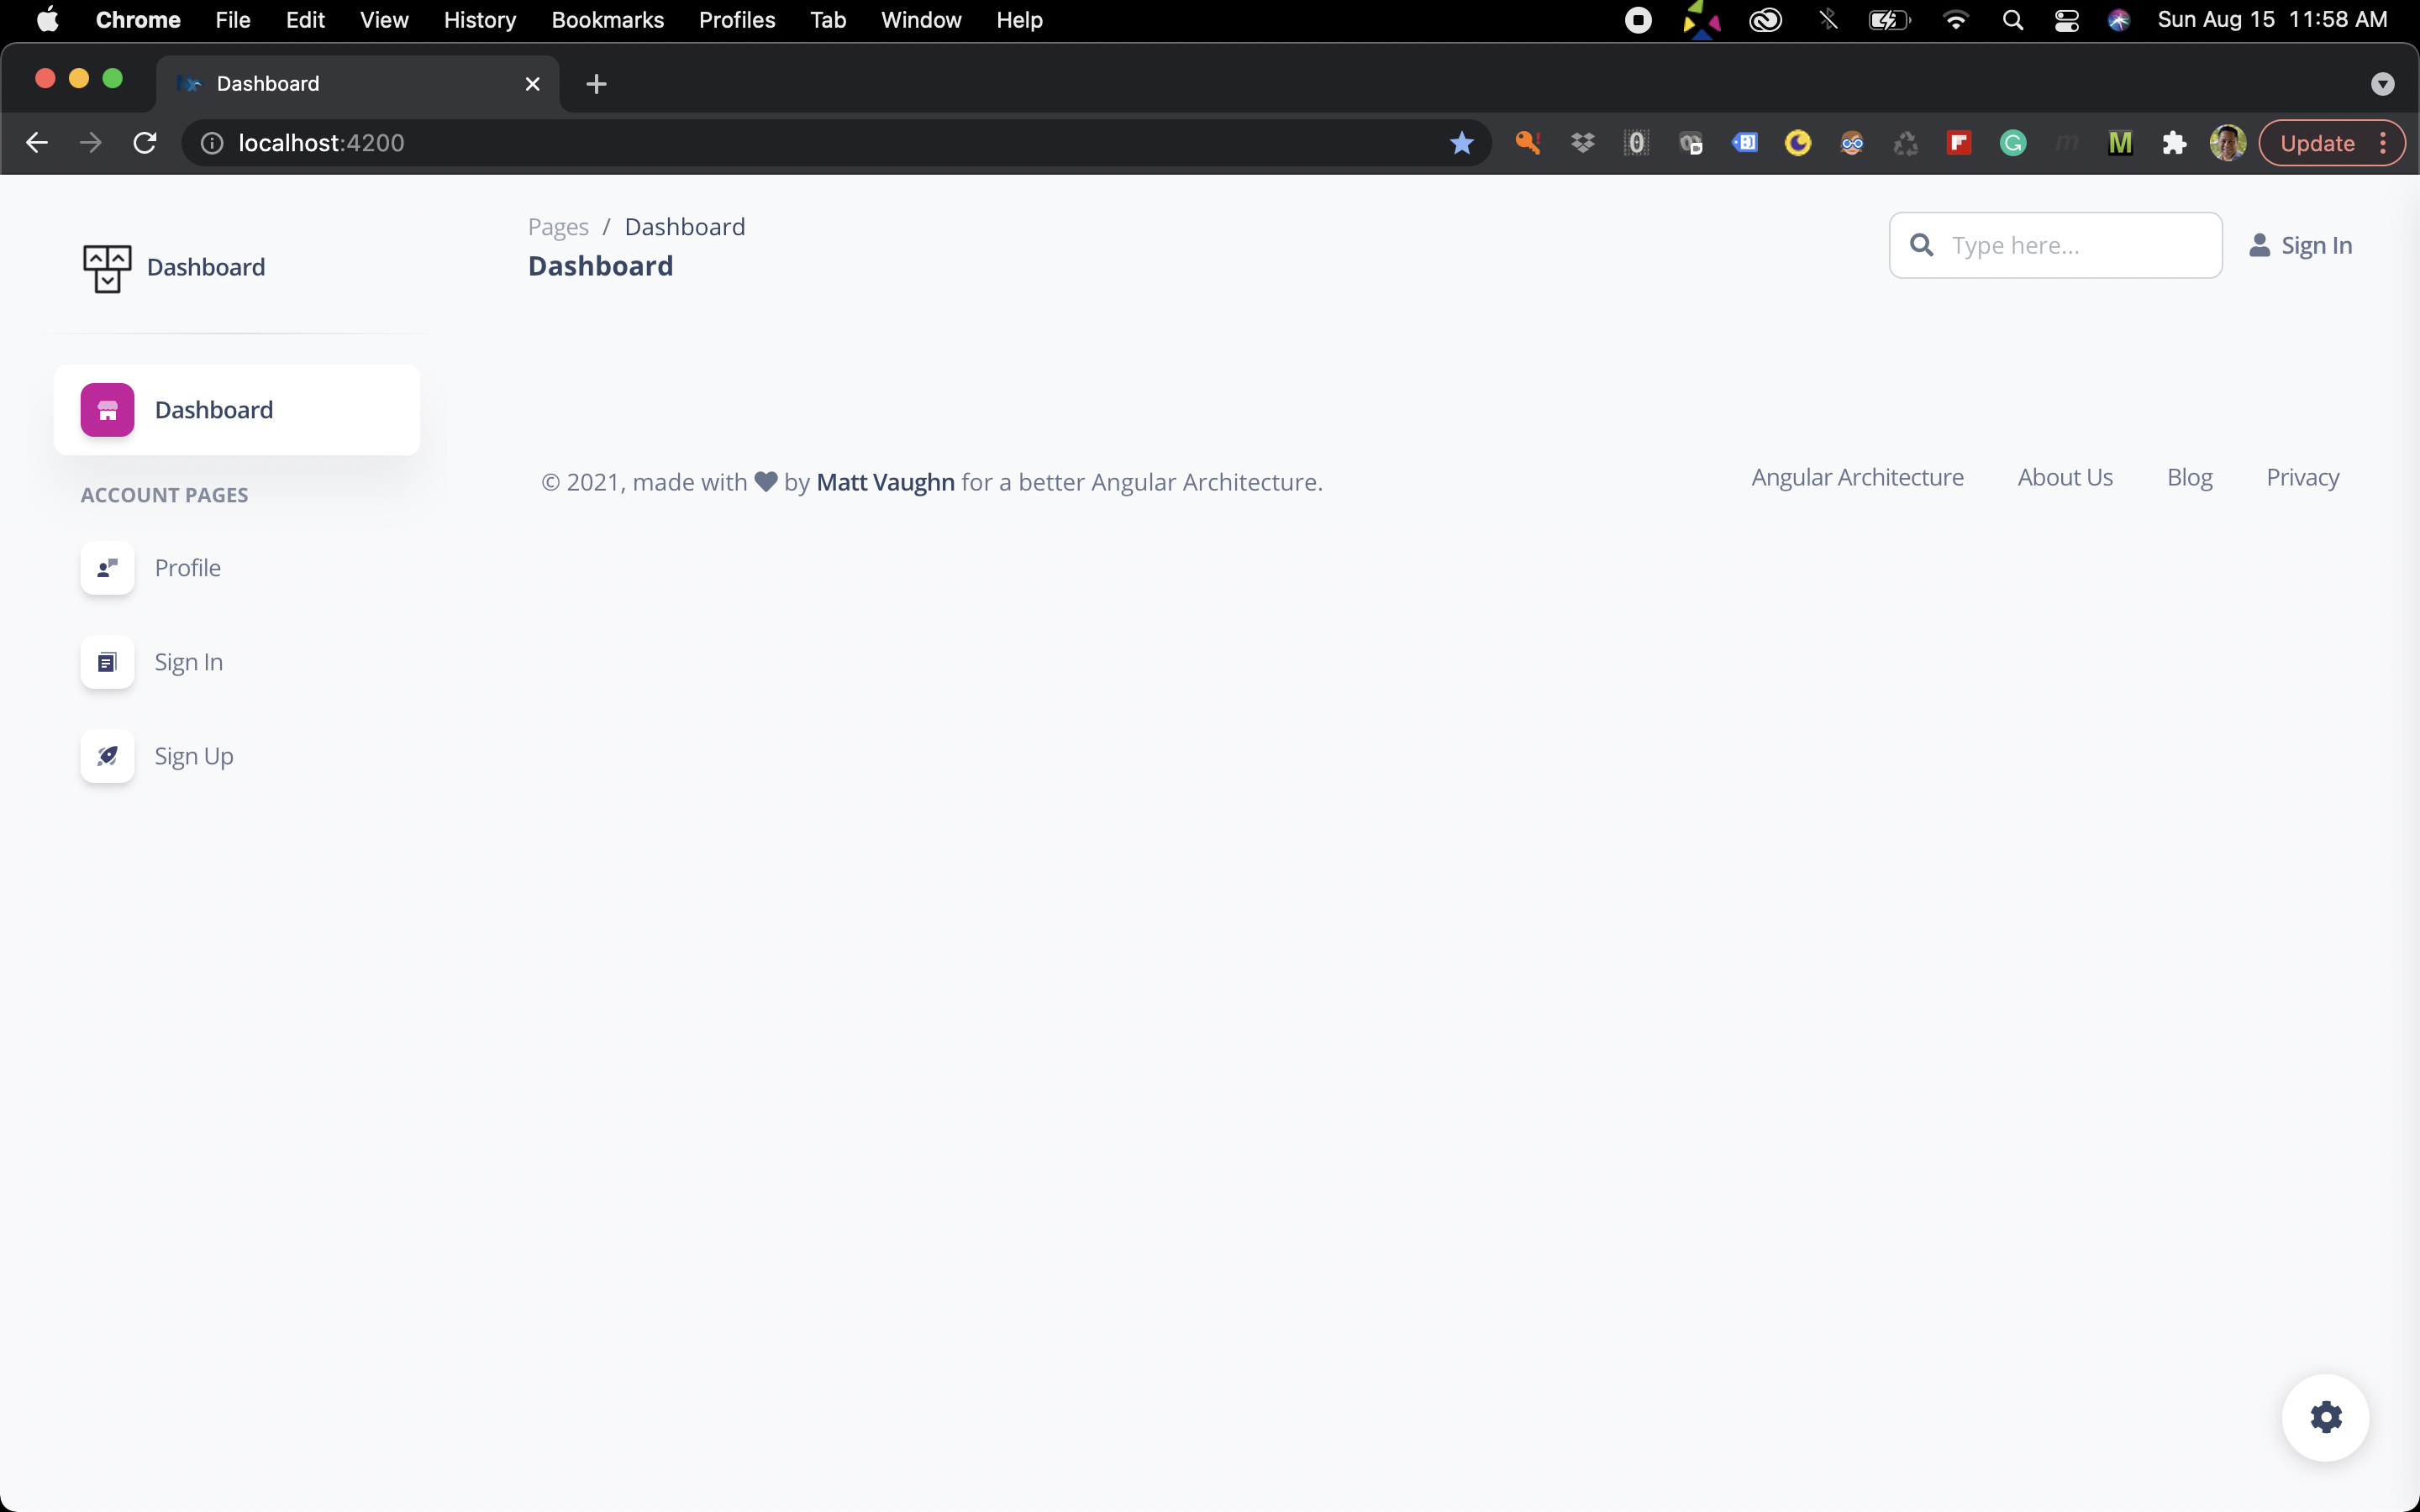 Chrome File Edit View History Bookmarks Profiles Tab Window Help Sun Aug 15 11:58 AM
Dashboard
localhost:4200 Update
Dashboard
Dashboard
ACCOUNT PAGES
Profile
Sign In
Sign Up
Pages / Dashboard
Dashboard
Type here...
Sign In
© 2021, made with ♥ by Matt Vaughn for a better Angular Architecture.
Angular Architecture About Us Blog Privacy